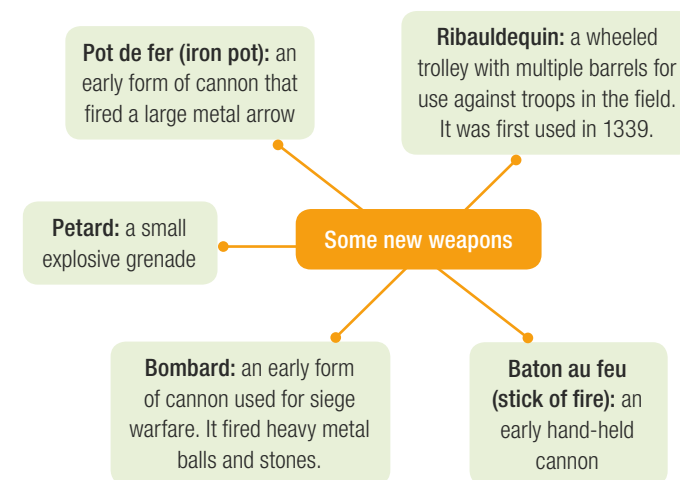 Pot de fer (iron pot): an
early form of cannon that
fired a large metal arrow
Ribauldequin: a wheeled
trolley with multiple barrels for
use against troops in the field.
It was first used in 1339.
Petard: a small
explosive grenade
Some new weapons
Bombard: an early form
of cannon used for siege
warfare. It fired heavy metal
balls and stones.
Baton au feu
(stick of fire): an
early hand-held
cannon